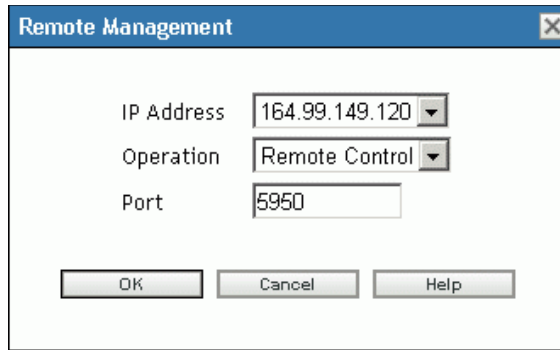 Remote Management
IP Address 164.99.149.120
Operation Remote Control
Port 5950
OK Cancel Help